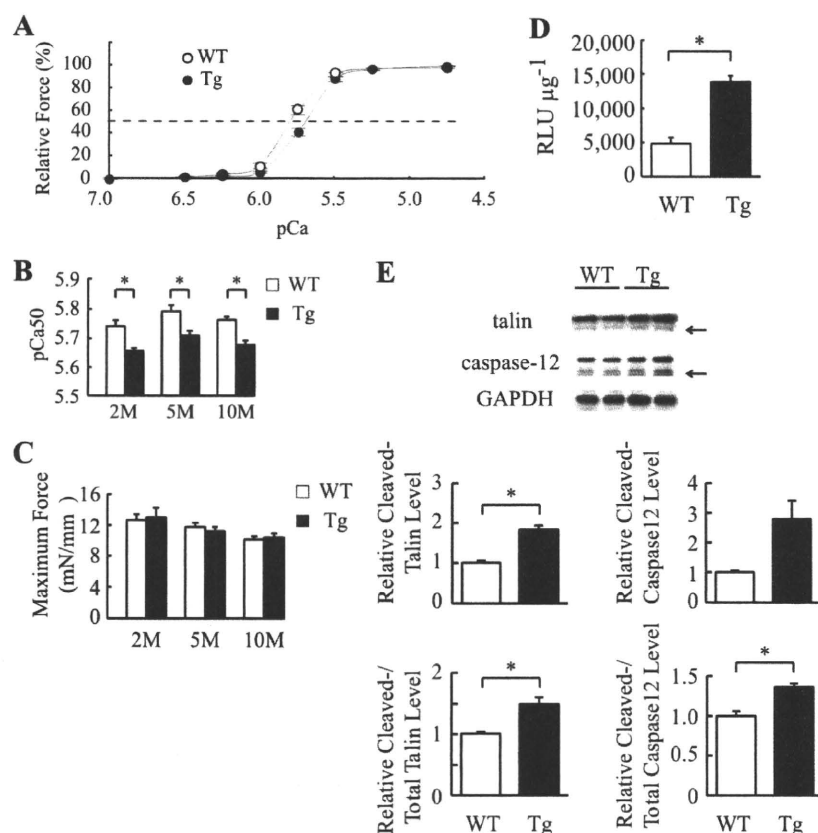 A
WT
Tg
Relative Force (%)
100
80
60
40
20
0
7.0 6.5 6.0 5.5 5.0 4.5
pCa
B
WT
Tg
pCa50
5.9
5.8
5.7
5.6
5.5
* * *
2M 5M 10M
C
WT
Tg
Maximum Force
(mN/mm )
16
12
8
4
0
2M 5M 10M
D
RLU µg-1
20,000
15,000
10,000
5,000
0
*
WT Tg
E
WT Tg
talin
caspase-12
GAPDH
Relative Cleaved-
Talin Level
3
2
1
0
*
Relative Cleaved-
Caspase12 Level
4
3
2
1
0
Relative Cleaved-/
Total Talin Level
2
1.5
1
0.5
0
*
WT Tg
Relative Cleaved-/
Total Caspase12 Level
1.5
1.0
0.5
0
*
WT Tg